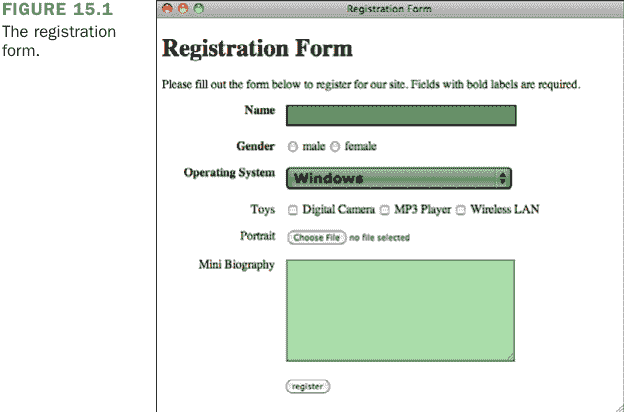 FIGURE 15.1
The registration
form.
Registration Form
Registration Form
Please fill out the form below to register for our site. Fields with bold labels are required.
Name
Gender male female
Operating System Windows
Toys Digital Camera MP3 Player Wireless LAN
Portrait Choose File no file selected
Mini Biography
register